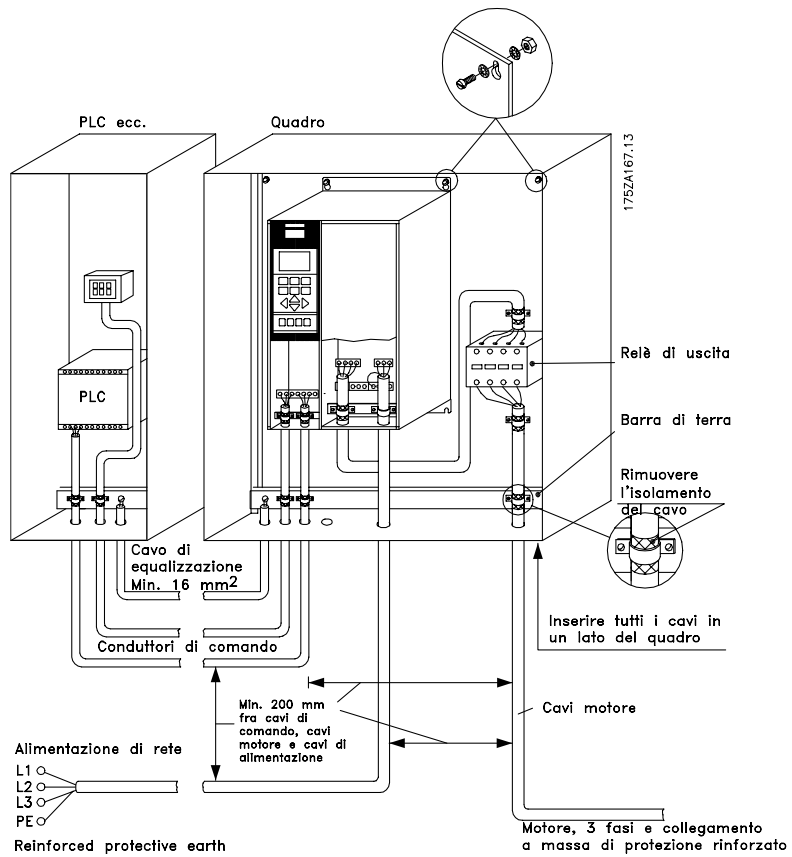 PLC ecc.
Quadro
175ZA167.13
PLC
Relè di uscita
Barra di terra
Rimuovere
l'isolamento
del cavo
Cavo di
equalizzazione
Min. 16 mm2
Conduttori di comando
Inserire tutti i cavi in
un lato del quadro
Min. 200 mm
fra cavi di
comando, cavi
motore e cavi di
alimentazione
Cavi motore
Alimentazione di rete
L1
L2
L3
PE
Reinforced protective earth
Motore, 3 fasi e collegamento
a massa di protezione rinforzato